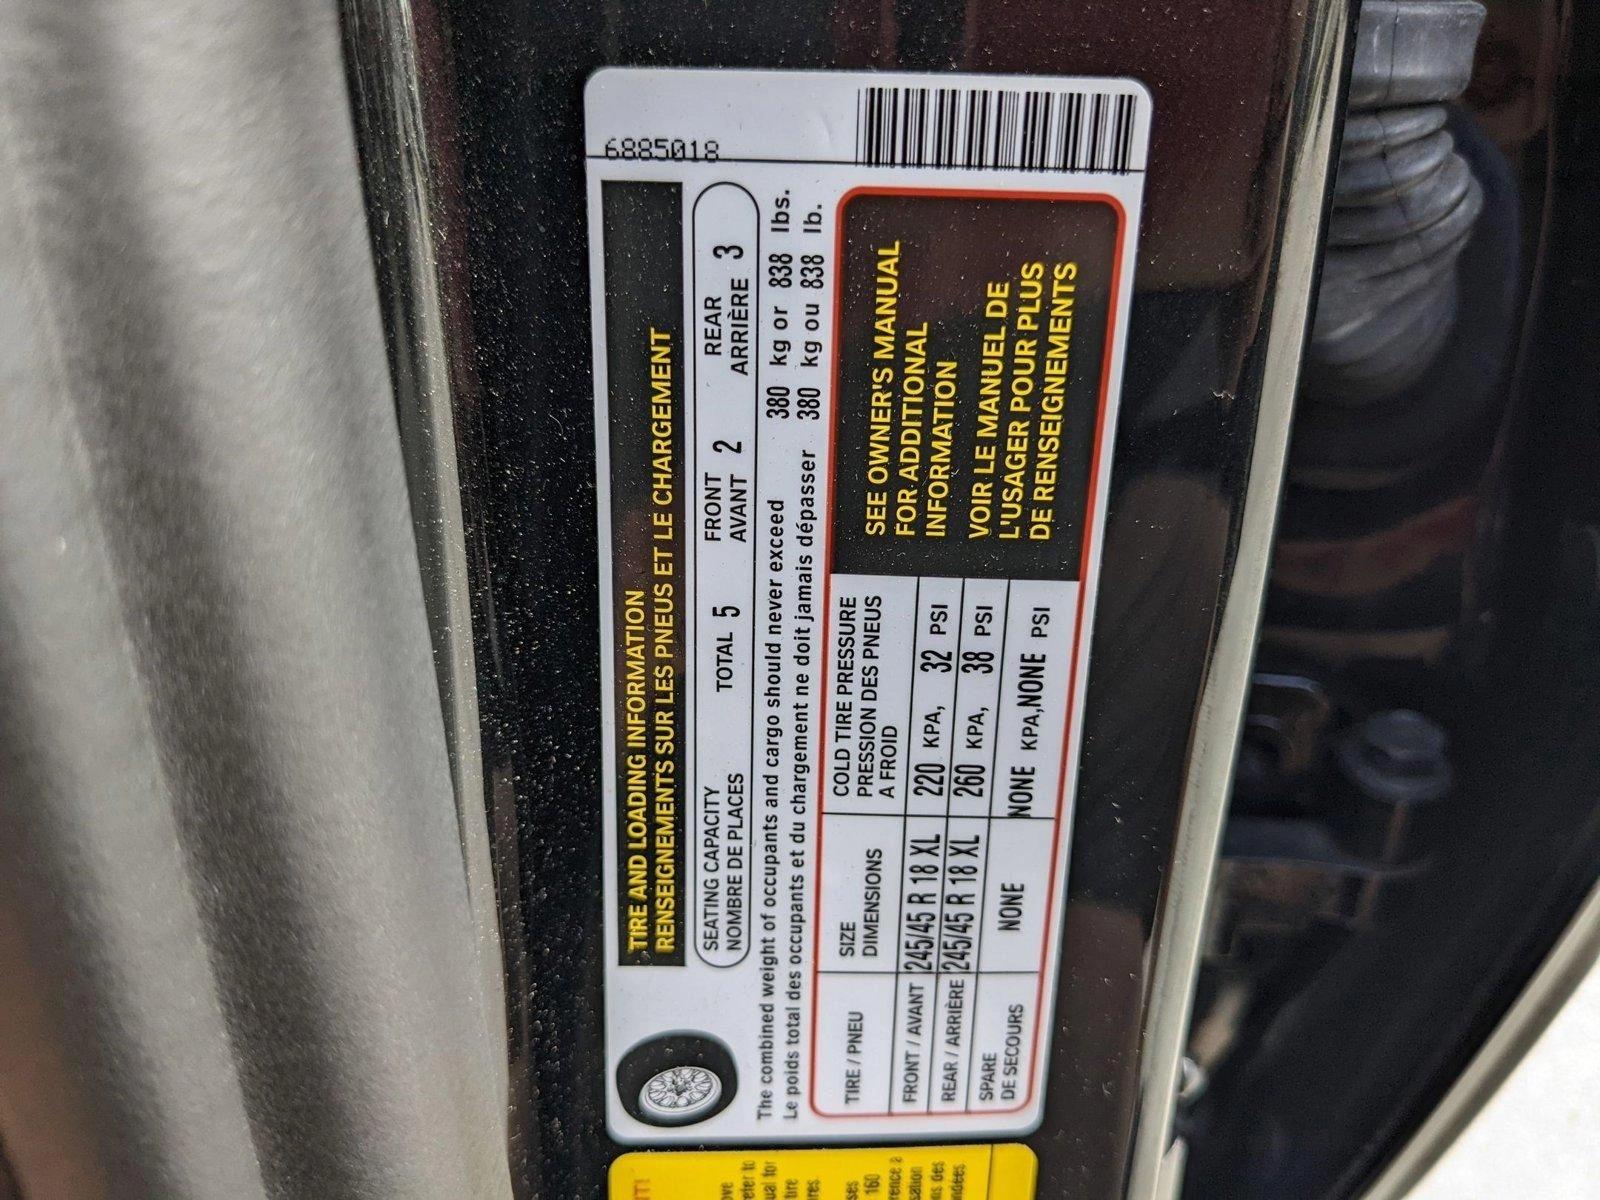 6885018
TIRE AND LOADING INFORMATION
RENSEIGNEMENTS SUR LES PNEUS ET LE CHARGEMENT
SEATING CAPACITY TOTAL 5 FRONT 2 REAR 3
NOMBRE DE PLACES AVANT ARRIÈRE
The combined weight of occupants and cargo should never exceed 380 kg or 838 lbs.
Le poids total des occupants et du chargement ne doit jamais dépasser 380 kg ou 838 lb.
TIRE / PNEU
SIZE
DIMENSIONS
COLD TIRE PRESSURE
PRESSION DES PNEUS
A FROID
FRONT / AVANT 245/45 R 18 XL 220 KPA, 32 PSI
REAR / ARRIÈRE 245/45 R 18 XL 260 KPA, 38 PSI
SPARE
DE SECOURS NONE NONE KPA,NONE PSI
SEE OWNER'S MANUAL
FOR ADDITIONAL
INFORMATION
VOIR LE MANUEL DE
L'USAGER POUR PLUS
DE RENSEIGNEMENTS
160